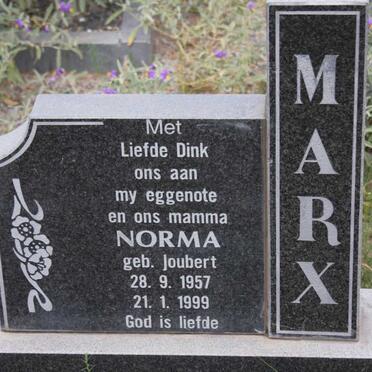 Met
Liefde Dink
ons aan
my eggenote
en ons mamma
NORMA
geb. Joubert
28. 9. 1957
21. 1. 1999
God is liefde
MARX